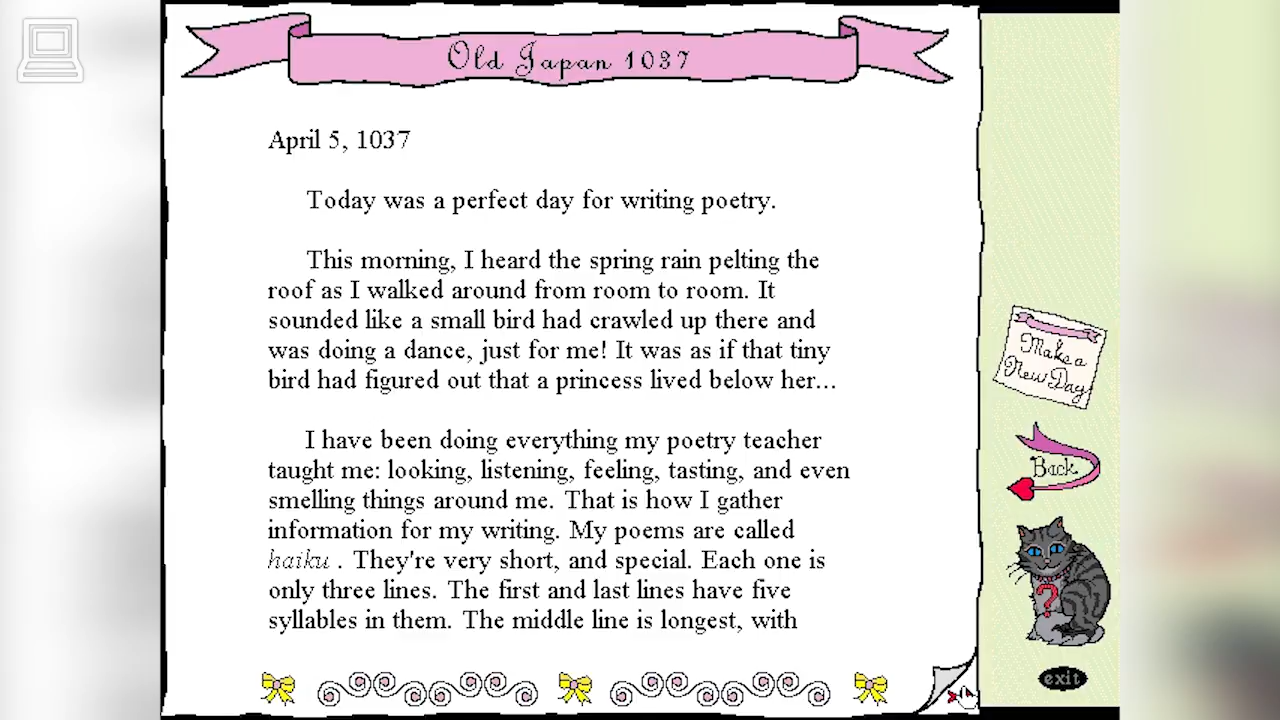 Old Japan 1037
April 5, 1037
Today was a perfect day for writing poetry.
This morning, I heard the spring rain pelting the
roof as I walked around from room to room. It
sounded like a small bird had crawled up there and
was doing a dance, just for me! It was as if that tiny
bird had figured out that a princess lived below her...
I have been doing everything my poetry teacher
taught me: looking, listening, feeling, tasting, and even
smelling things around me. That is how I gather
information for my writing. My poems are called
haiku . They're very short, and special. Each one is
only three lines. The first and last lines have five
syllables in them. The middle line is longest, with
Make a
New Day
Back
?
exit